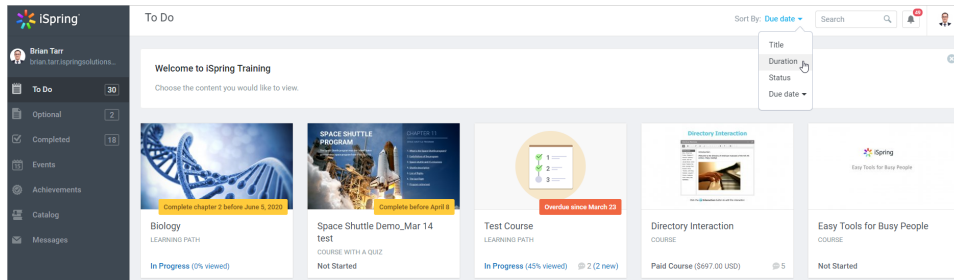 iSpring
To Do
Sort By: Due date
Search
49
Brian Tarr
brian.tarr.ispringsolutions...
Title
Duration
Status
Due date
To Do 30
Optional 2
Completed 18
Events
Achievements
Catalog
Messages
Welcome to iSpring Training
Choose the content you would like to view.
Complete chapter 2 before June 5, 2020
Biology
LEARNING PATH
In Progress (0% viewed)
SPACE SHUTTLE
PROGRAM
CHAPTER 11
Complete before April 8
Space Shuttle Demo_Mar 14
test
COURSE WITH A QUIZ
Not Started
1
2
3
Overdue since March 23
Test Course
LEARNING PATH
In Progress (45% viewed) 2 (2 new)
Directory Interaction
Directory Interaction
COURSE
Paid Course ($697.00 USD) 5
iSpring
Easy Tools for Busy People
Easy Tools for Busy People
COURSE
Not Started